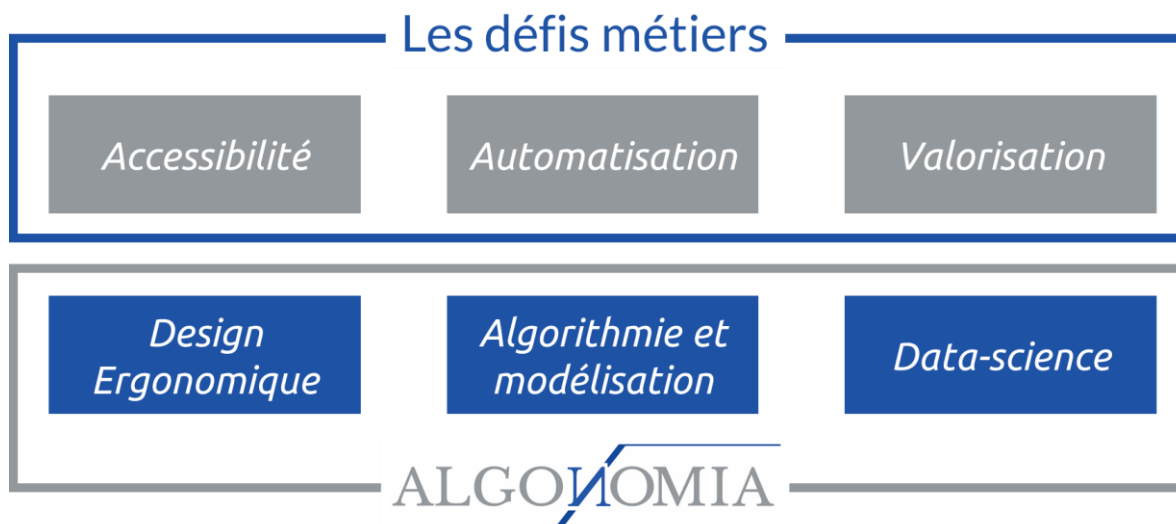 Les défis métiers
Accessibilité
Automatisation
Valorisation
Design
Ergonomique
Algorithmie et
modélisation
Data-science
ALGONOMIA